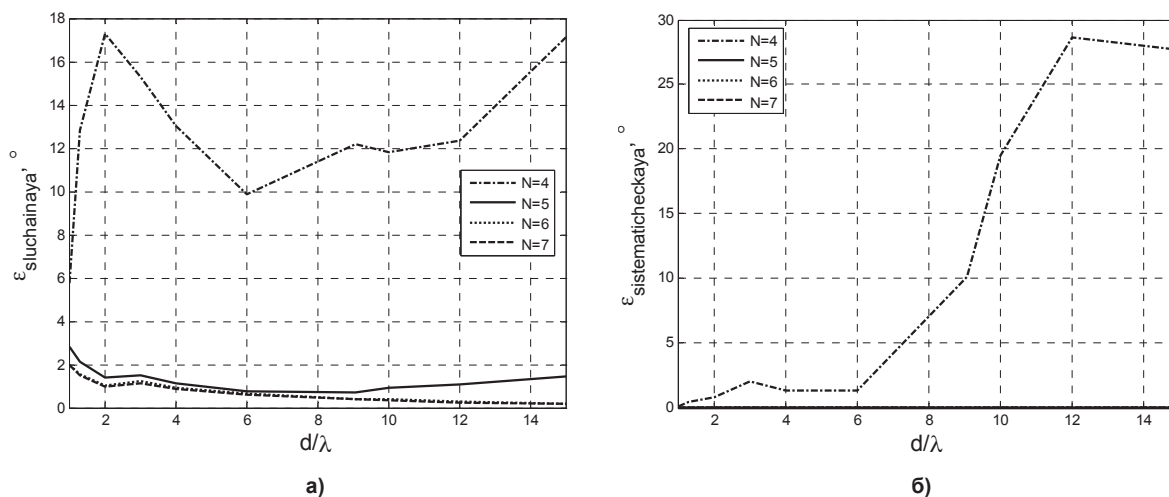 18
16
14
12
10
8
6
4
2
0
ε sluchainaya, °
N=4
N=5
N=6
N=7
2 4 6 8 10 12 14
d/λ
а)
30
25
20
15
10
5
0
ε sistematicheckaya, °
N=4
N=5
N=6
N=7
2 4 6 8 10 12 14
d/λ
б)